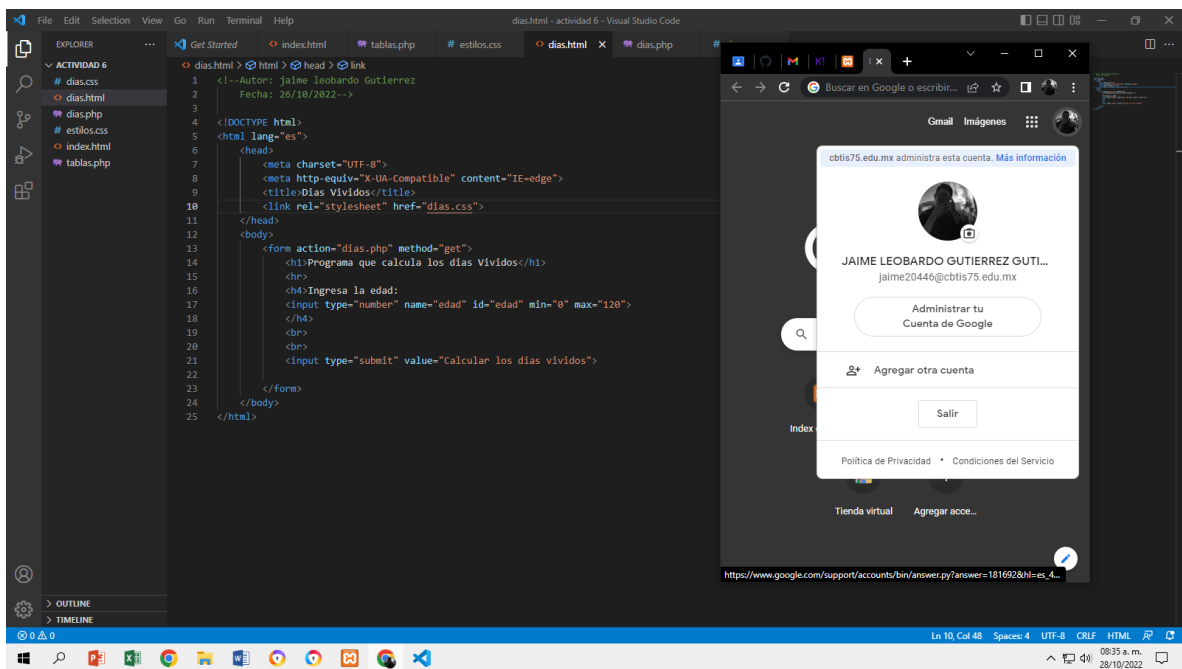 File Edit Selection View Go Run Terminal Help
dias.html - actividad 6 - Visual Studio Code
EXPLORER ...
Get Started index.html tablas.php # estilos.css dias.html dias.php #
ACTIVIDAD 6
# dias.css
dias.html
dias.php
# estilos.css
index.html
tablas.php
dias.html > html > head > link
1 <!--Autor: jaime leobardo Gutierrez
2 Fecha: 26/10/2022-->
3
4 <!DOCTYPE html>
5 <html lang="es">
6 <head>
7 <meta charset="UTF-8">
8 <meta http-equiv="X-UA-Compatible" content="IE=edge">
9 <title>Dias Vividos</title>
10 <link rel="stylesheet" href="dias.css">
11 </head>
12 <body>
13 <form action="dias.php" method="get">
14 <h1>Programa que calcula los dias Vividos</h1>
15 <hr>
16 <h4>Ingresa la edad:
17 <input type="number" name="edad" id="edad" min="0" max="120">
18 </h4>
19 <br>
20 <br>
21 <input type="submit" value="Calcular los dias vividos">
22
23 </form>
24 </body>
25 </html>
Buscar en Google o escribir...
Gmail Imágenes
cbtis75.edu.mx administra esta cuenta. Más información
JAIME LEOBARDO GUTIERREZ GUTI...
jaime20446@cbtis75.edu.mx
Administrar tu
Cuenta de Google
Agregar otra cuenta
Salir
Index
Política de Privacidad • Condiciones del Servicio
Tienda virtual Agregar acce...
https://www.google.com/support/accounts/bin/answer.py?answer=181692&hl=es_4...
> OUTLINE
> TIMELINE
0 0
Ln 10, Col 48 Spaces: 4 UTF-8 CRLF HTML
08:35 a. m.
28/10/2022